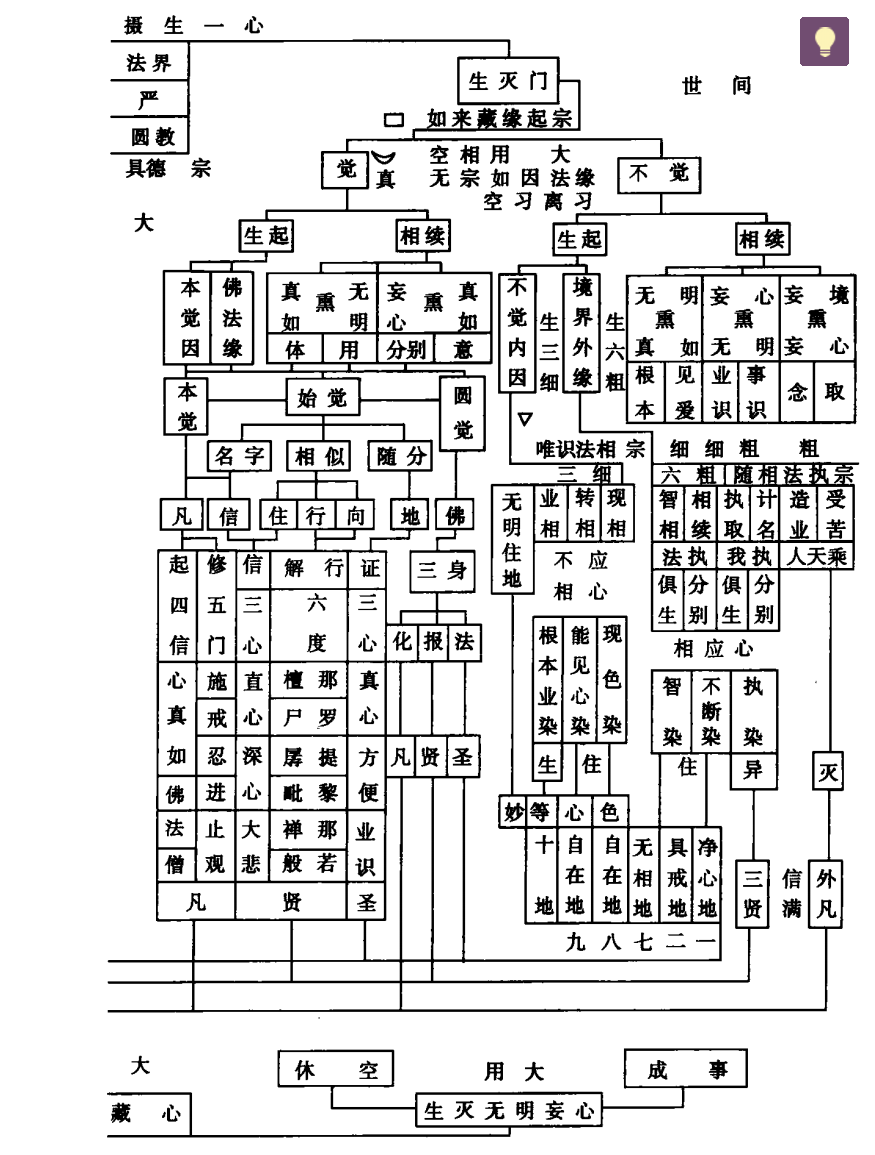 摄 生 一 心
法界
严
圆教
具德 宗
大
生灭门
世 间
如来藏缘起宗
觉
真
空相用 大
无宗如因法缘
空习离习
不 觉
生起
相续
生起
相续
本觉因
佛法缘
真如 熏 无明
妄心 熏 真如
体
用
分别
意
不觉内因
生三细
境界外缘
生六粗
无明 熏 真如
妄心 熏 无明
妄境 熏 妄心
根本
见爱
业识
事识
念
取
本觉
始觉
圆觉
名字
相似
随分
唯识法相宗
细 细 粗 粗
三 细
六 粗
随相法执宗
凡
信
住
行
向
地
佛
无明住地
业相
转相
现相
智相
相续
执取
计名
造业
受苦
不应
相心
法执
我执
人天乘
俱生
分别
俱生
分别
相应心
起四信
修五门
信三心
解行
六度
证三心
三身
化
报
法
心真如
施
直心
檀那
真心
戒
尸罗
忍
深心
羼提
方便
佛
进
毗黎
法
止观
大悲
禅那
业识
僧
般若
凡
贤
圣
凡
贤
圣
根本业染
能见心染
现色染
智染
不断染
执染
生
住
住
异
灭
妙
等
心
色
十地
自在地
自在地
无相地
具戒地
净心地
三贤
信满
外凡
九 八 七 二 一
大
休 空
用大
成 事
藏 心
生灭无明妄心